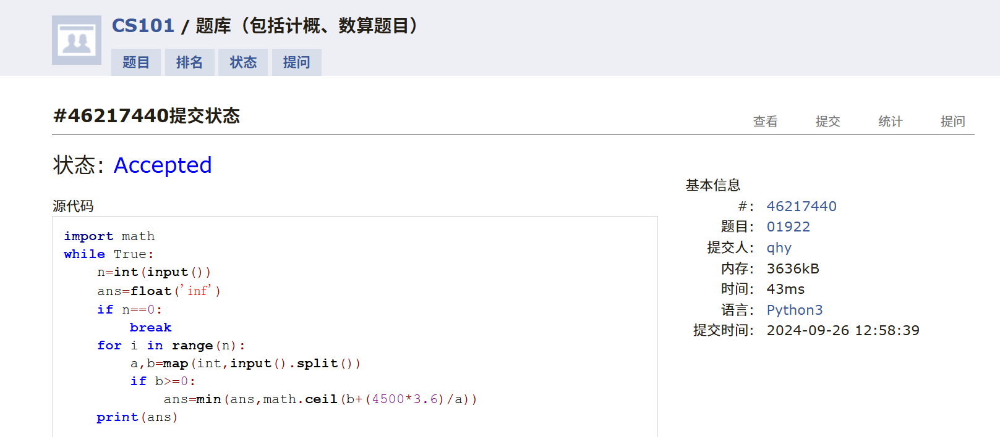 CS101 / 题库（包括计概、数算题目）
题目 排名 状态 提问
#46217440提交状态
查看 提交 统计 提问
状态: Accepted
源代码
import math
while True:
    n=int(input())
    ans=float('inf')
    if n==0:
        break
    for i in range(n):
        a,b=map(int,input().split())
        if b>=0:
            ans=min(ans,math.ceil(b+(4500*3.6)/a))
    print(ans)
基本信息
#: 46217440
题目: 01922
提交人: qhy
内存: 3636kB
时间: 43ms
语言: Python3
提交时间: 2024-09-26 12:58:39